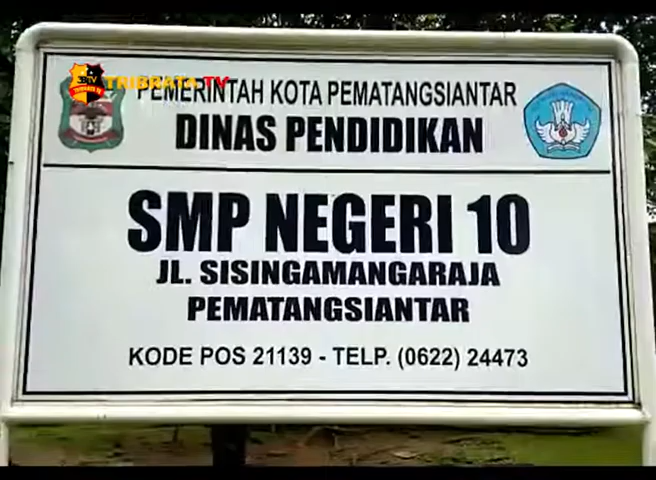 TRIBRATA TV
PEMERINTAH KOTA PEMATANGSIANTAR
DINAS PENDIDIKAN
SMP NEGERI 10
JL. SISINGAMANGARAJA
PEMATANGSIANTAR
KODE POS 21139 - TELP. (0622) 24473